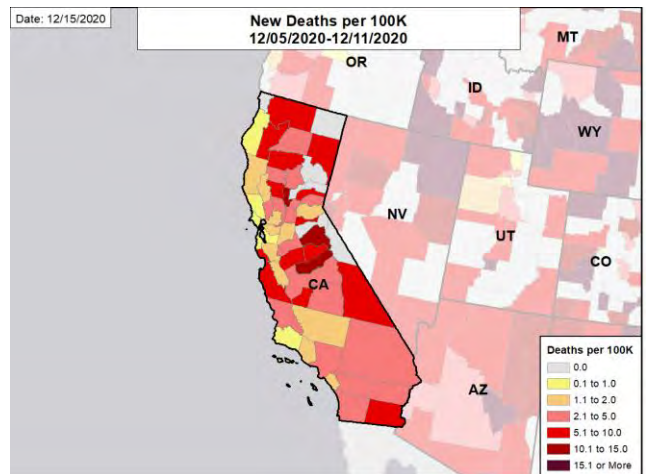 Date: 12/15/2020
New Deaths per 100K
12/05/2020-12/11/2020
MT
OR
ID
WY
NV
UT
CO
CA
AZ
Deaths per 100K
0.0
0.1 to 1.0
1.1 to 2.0
2.1 to 5.0
5.1 to 10.0
10.1 to 15.0
15.1 or More